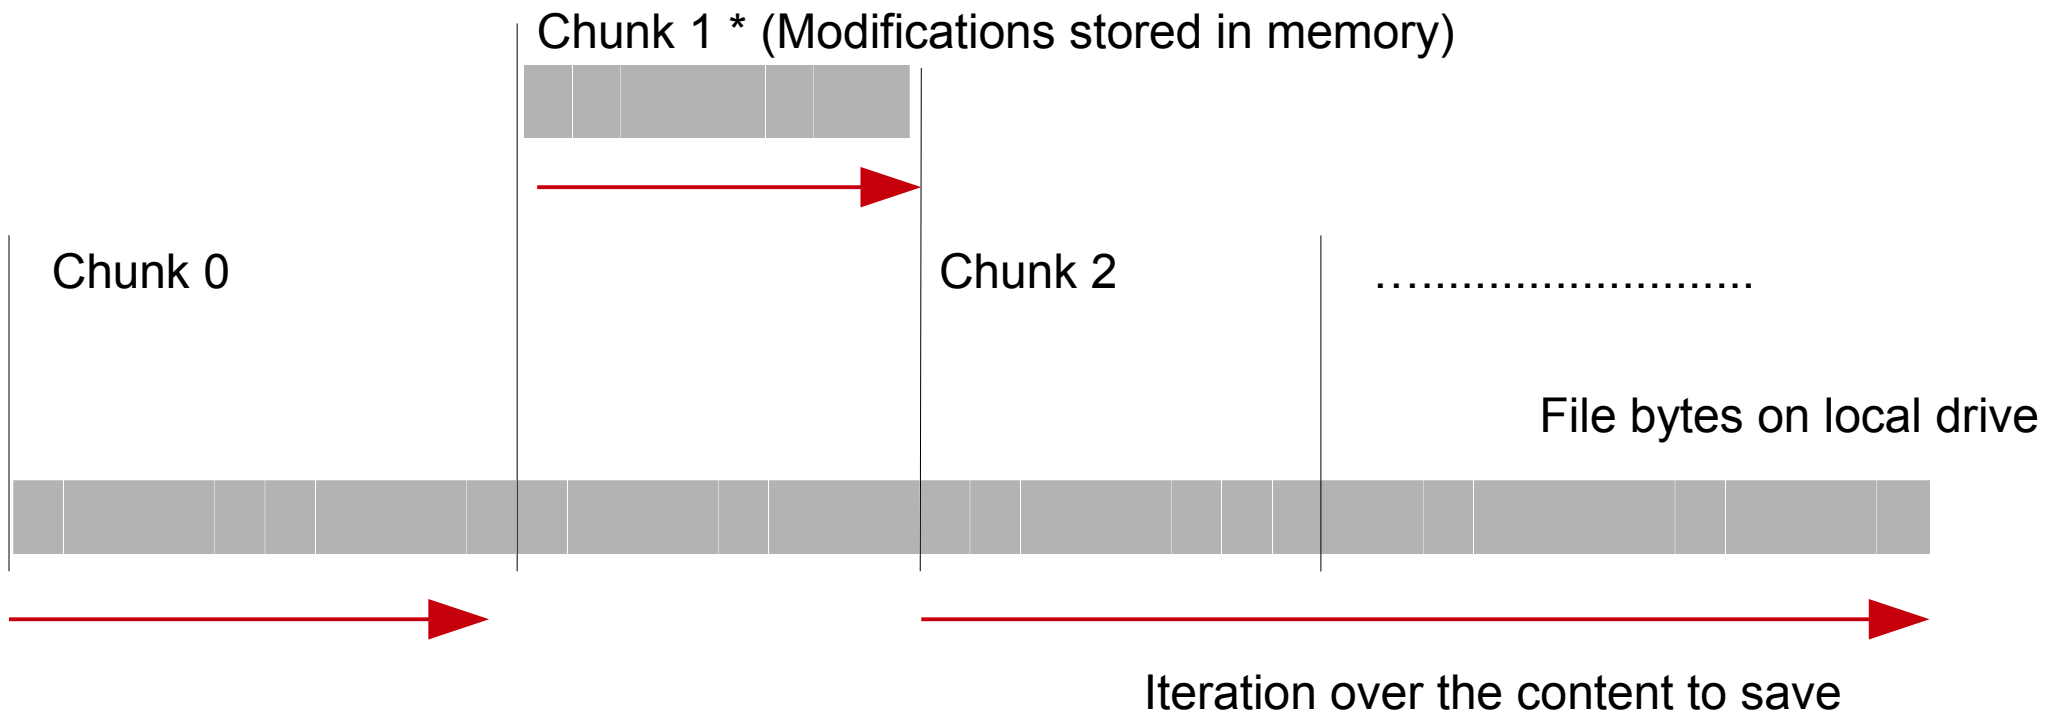 Chunk 1 * (Modifications stored in memory)
Chunk 0
Chunk 2
…........................
File bytes on local drive
Iteration over the content to save